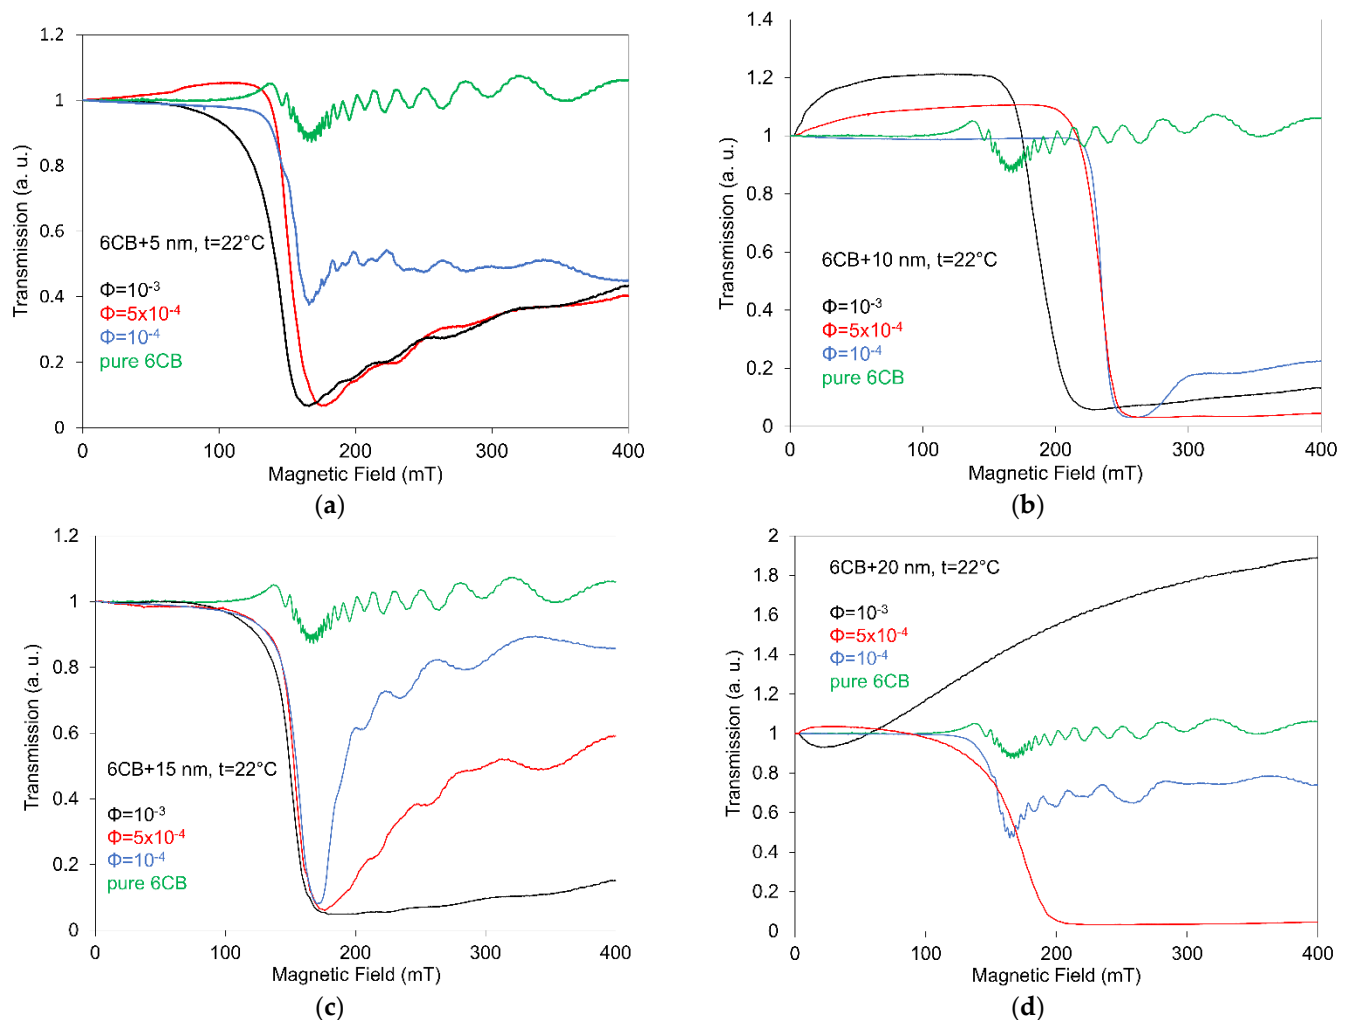 1.2
1
0.8
0.6
0.4
0.2
0
Transmission (a. u.)
6CB+5 nm, t=22°C
Φ=10-3
Φ=5x10-4
Φ=10-4
pure 6CB
0 100 200 300 400
Magnetic Field (mT)
(a)
1.4
1.2
1
0.8
0.6
0.4
0.2
0
Transmission (a. u.)
6CB+10 nm, t=22°C
Φ=10-3
Φ=5x10-4
Φ=10-4
pure 6CB
0 100 200 300 400
Magnetic Field (mT)
(b)
1.2
1
0.8
0.6
0.4
0.2
0
Transmission (a. u.)
6CB+15 nm, t=22°C
Φ=10-3
Φ=5x10-4
Φ=10-4
pure 6CB
0 100 200 300 400
Magnetic Field (mT)
(c)
2
1.8
1.6
1.4
1.2
1
0.8
0.6
0.4
0.2
0
Transmission (a. u.)
6CB+20 nm, t=22°C
Φ=10-3
Φ=5x10-4
Φ=10-4
pure 6CB
0 100 200 300 400
Magnetic Field (mT)
(d)